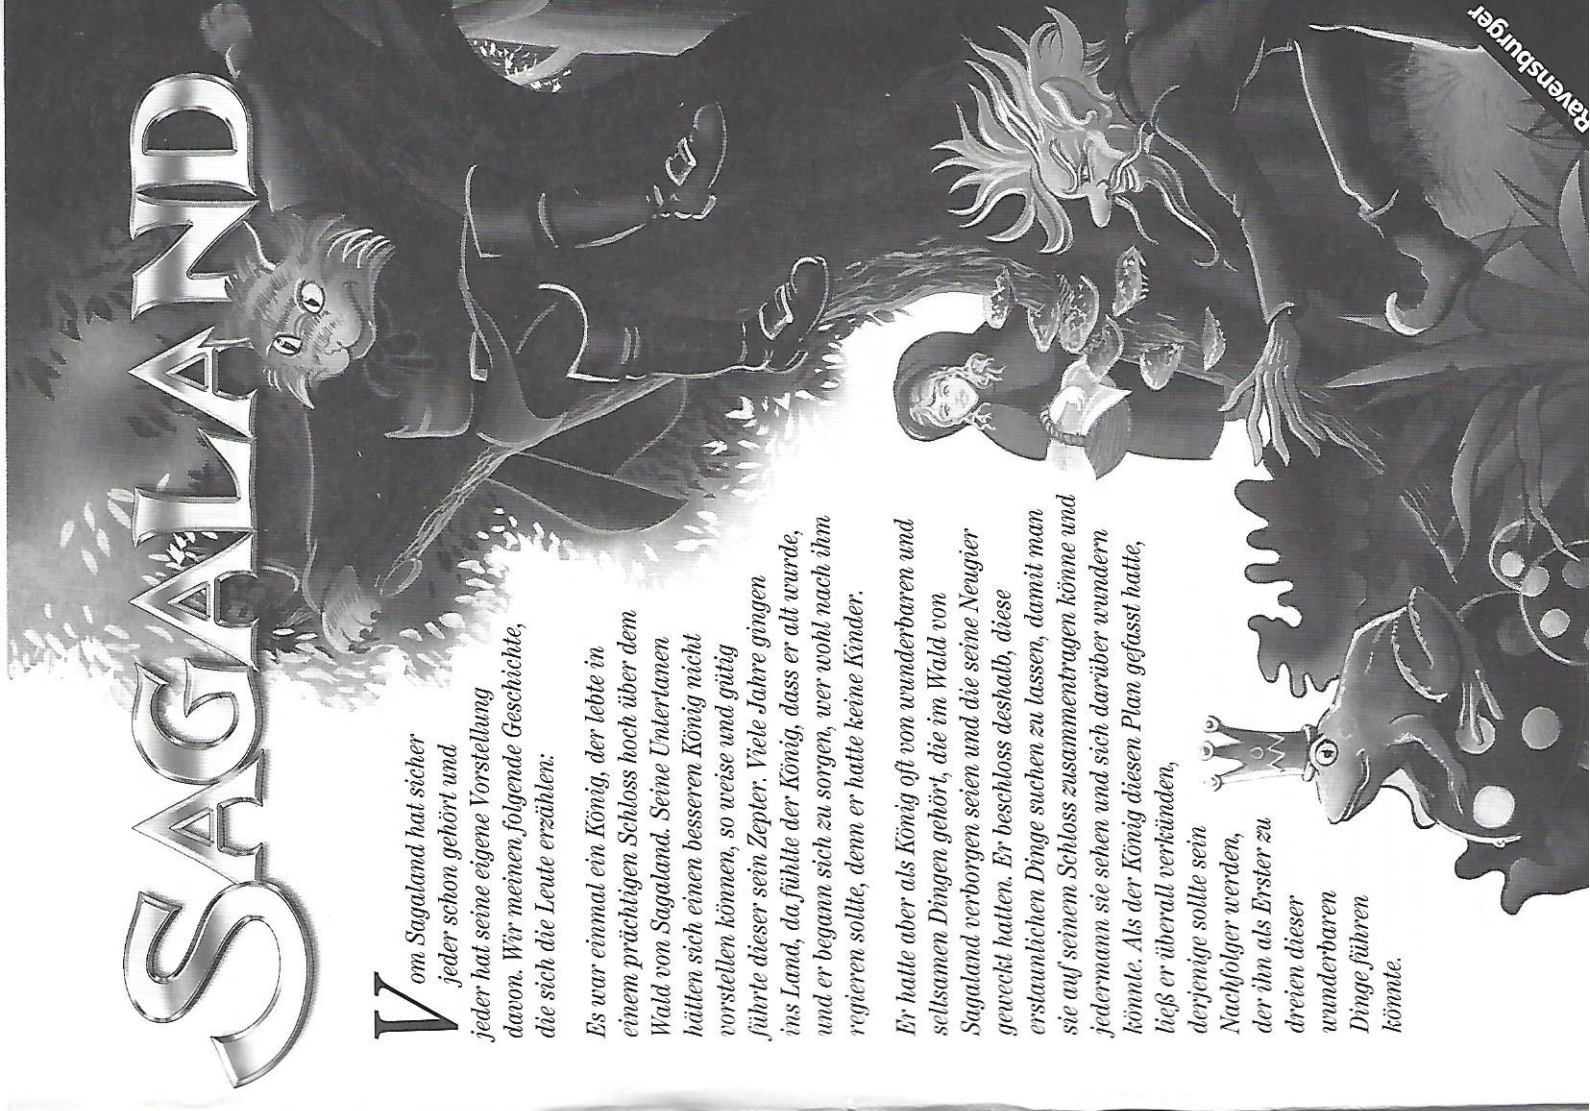 SAGALAND
Vom Sagaland hat sicher
jeder schon gehört und
jeder hat seine eigene Vorstellung
davon. Wir meinen folgende Geschichte,
die sich die Leute erzählen:
Es war einmal ein König, der lebte in
einem prächtigen Schloss hoch über dem
Wald von Sagaland. Seine Untertanen
hätten sich einen besseren König nicht
vorstellen können, so weise und gütig
führte dieser sein Zepter. Viele Jahre gingen
ins Land, da fühlte der König, dass er alt wurde,
und er begann sich zu sorgen, wer wohl nach ihm
regieren sollte, denn er hatte keine Kinder.
Er hatte aber als König oft von wunderbaren und
seltsamen Dingen gehört, die im Wald von
Sagaland verborgen seien und die seine Neugier
geweckt hatten. Er beschloss deshalb, diese
erstaunlichen Dinge suchen zu lassen, damit man
sie auf seinem Schloss zusammentragen könne und
jedermann sie sehen und sich darüber wundern
könnte. Als der König diesen Plan gefasst hatte,
ließ er überall verkünden,
derjenige sollte sein
Nachfolger werden,
der ihn als Erster zu
dreien dieser
wunderbaren
Dinge führen
könnte.
Ravensburger